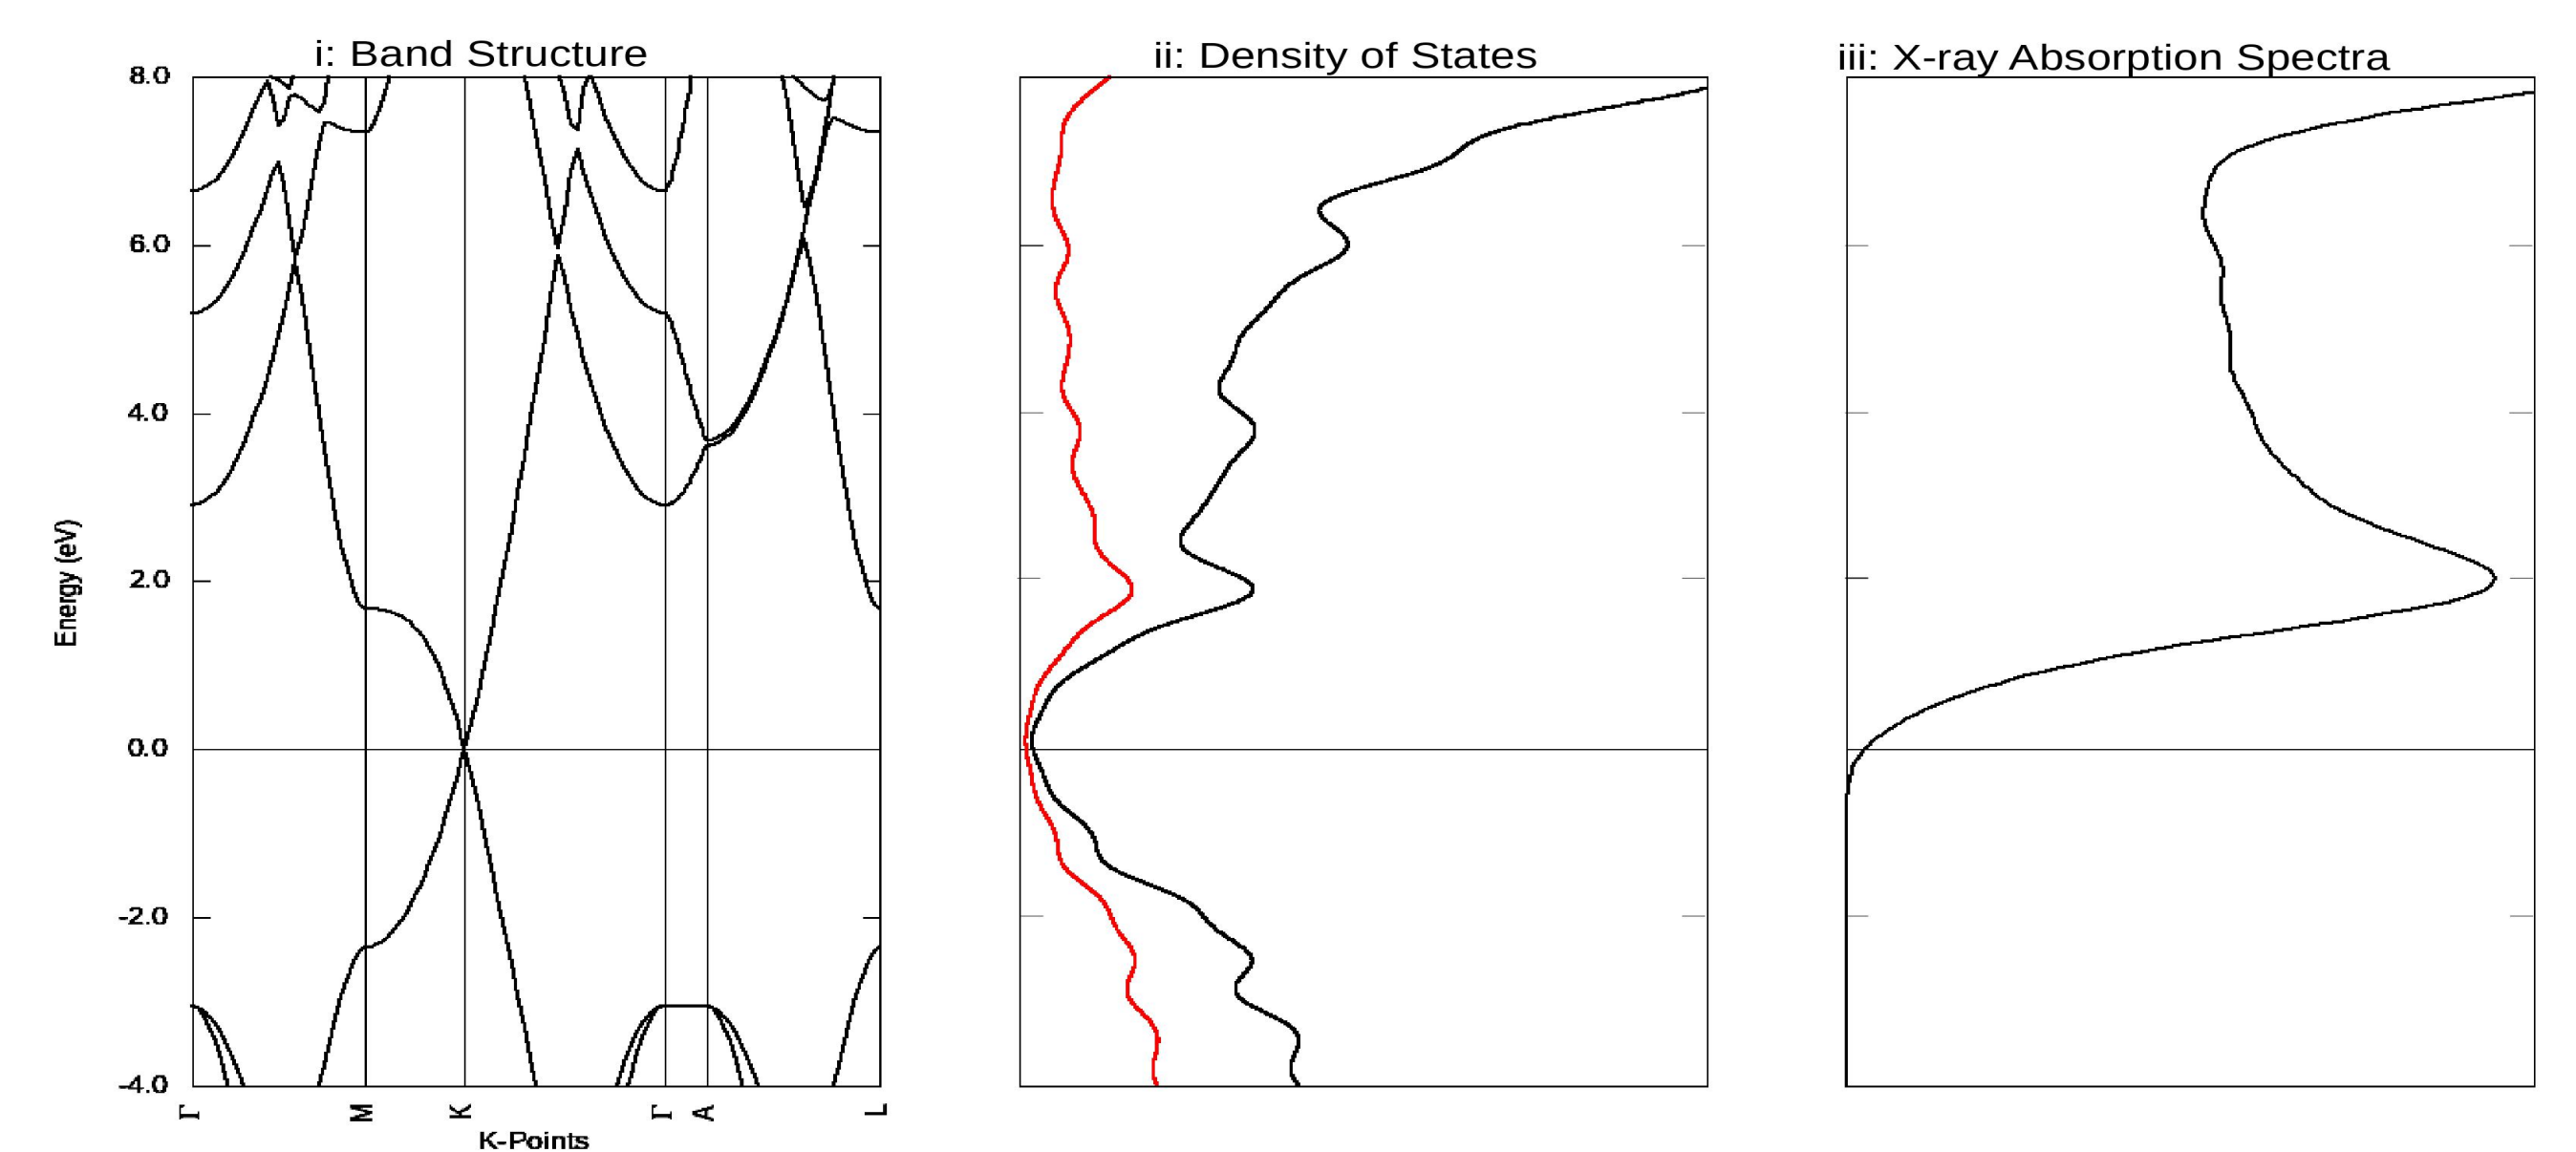 i: Band Structure
ii: Density of States
iii: X-ray Absorption Spectra
8.0
6.0
4.0
2.0
0.0
-2.0
-4.0
Energy (eV)
Γ M K Γ A L
K-Points